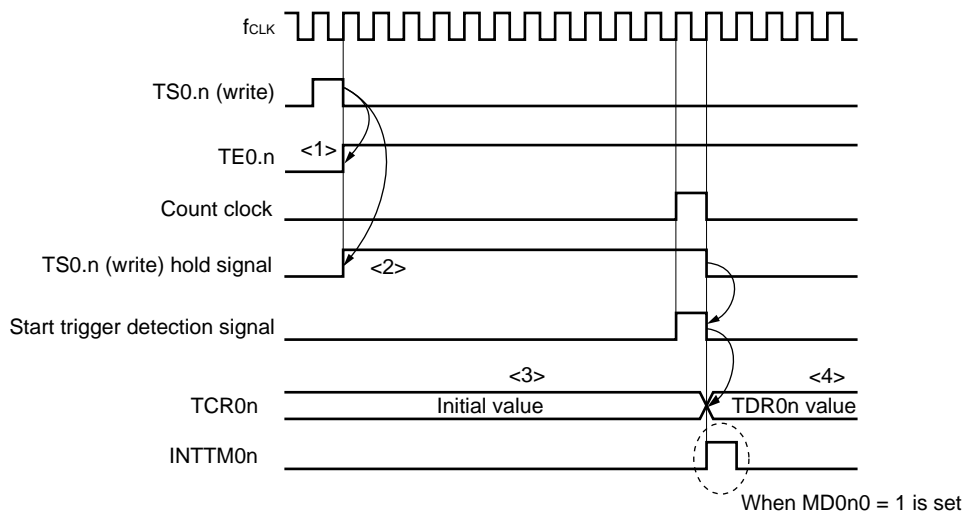 fCLK
TS0.n (write)
<1>
TE0.n
Count clock
TS0.n (write) hold signal
<2>
Start trigger detection signal
<3>
<4>
TCR0n
Initial value
TDR0n value
INTTM0n
When MD0n0 = 1 is set